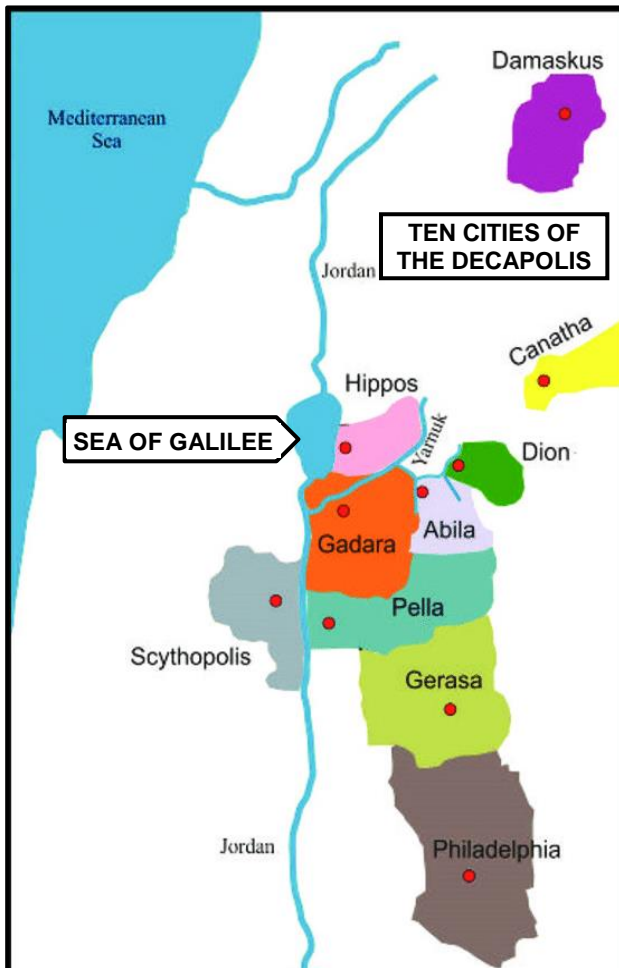 Damaskus
Mediterranean
Sea
TEN CITIES OF
THE DECAPOLIS
Jordan
Canatha
Hippos
SEA OF GALILEE
Yarnuk
Dion
Abila
Gadara
Pella
Scythopolis
Gerasa
Jordan
Philadelphia